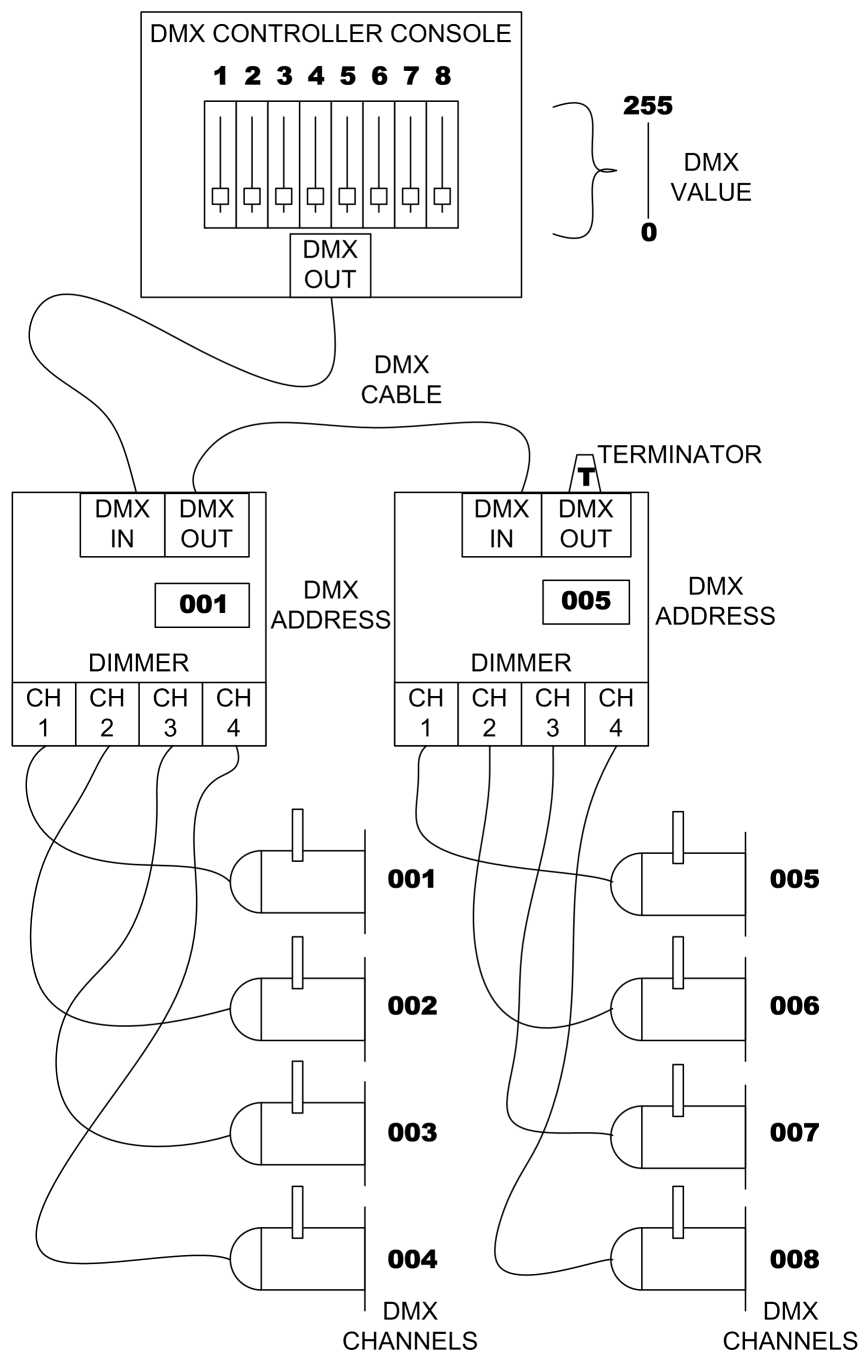 DMX CONTROLLER CONSOLE
1 2 3 4 5 6 7 8
255
DMX
VALUE
0
DMX
OUT
DMX
CABLE
TERMINATOR
T
DMX
IN
DMX
OUT
001
DMX
ADDRESS
DIMMER
CH
1
CH
2
CH
3
CH
4
DMX
IN
DMX
OUT
005
DMX
ADDRESS
DIMMER
CH
1
CH
2
CH
3
CH
4
001
002
003
004
DMX
CHANNELS
005
006
007
008
DMX
CHANNELS